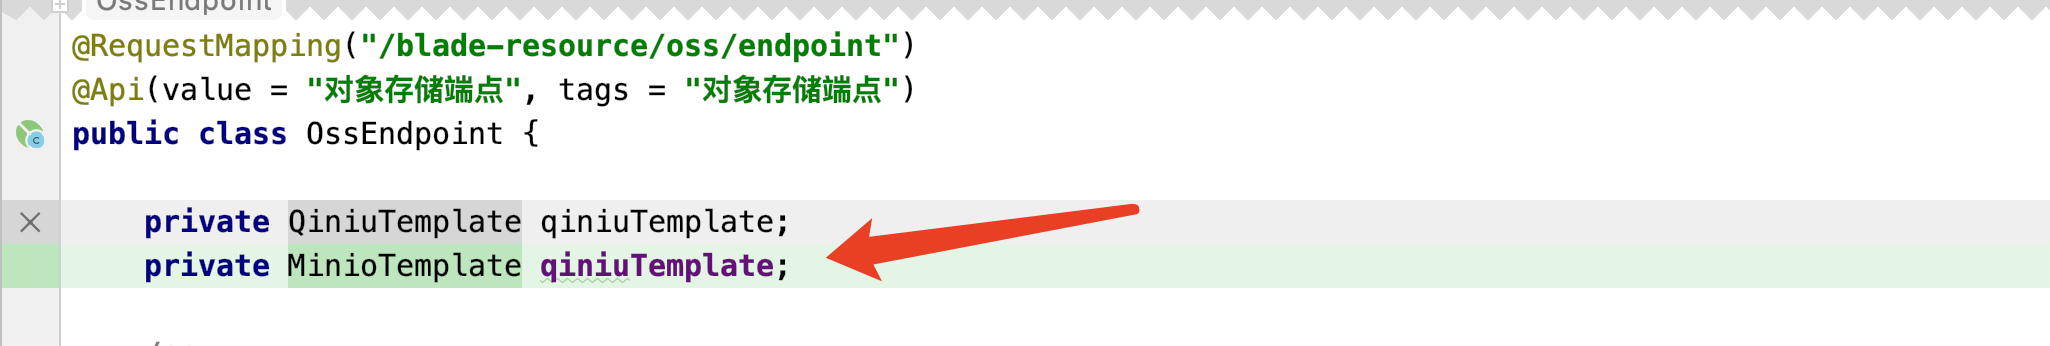 OssEndpoint
@RequestMapping("/blade-resource/oss/endpoint")
@Api(value = "对象存储端点", tags = "对象存储端点")
public class OssEndpoint {
private QiniuTemplate qiniuTemplate;
private MinioTemplate qiniuTemplate;